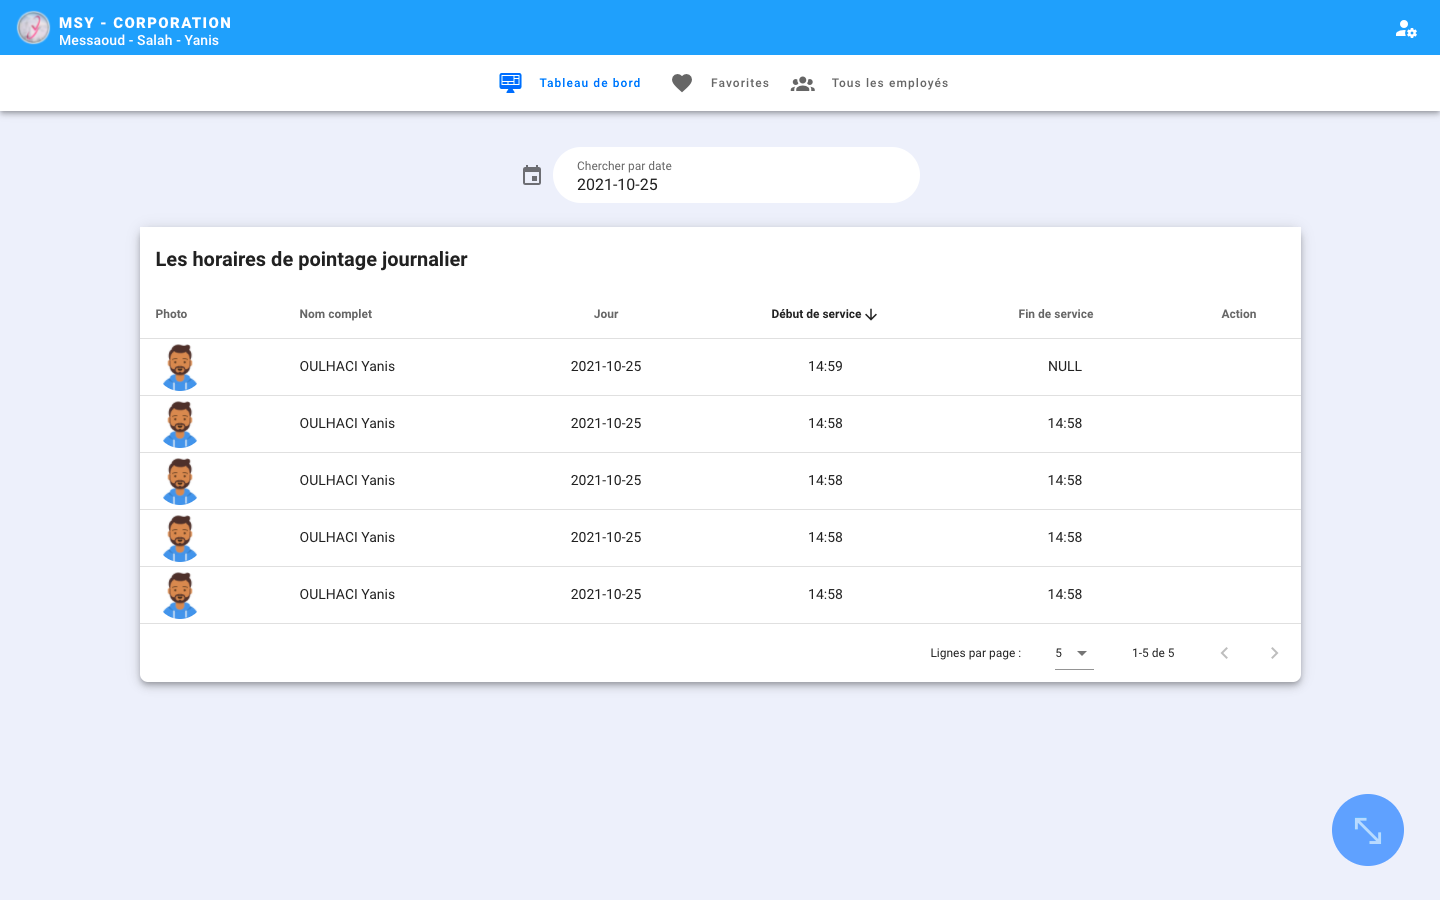 MSY - CORPORATION
Messaoud - Salah - Yanis
Tableau de bord Favorites Tous les employés
Chercher par date
2021-10-25
Les horaires de pointage journalier
Photo Nom complet Jour Début de service Fin de service Action
OULHACI Yanis 2021-10-25 14:59 NULL
OULHACI Yanis 2021-10-25 14:58 14:58
OULHACI Yanis 2021-10-25 14:58 14:58
OULHACI Yanis 2021-10-25 14:58 14:58
OULHACI Yanis 2021-10-25 14:58 14:58
Lignes par page : 5 1-5 de 5